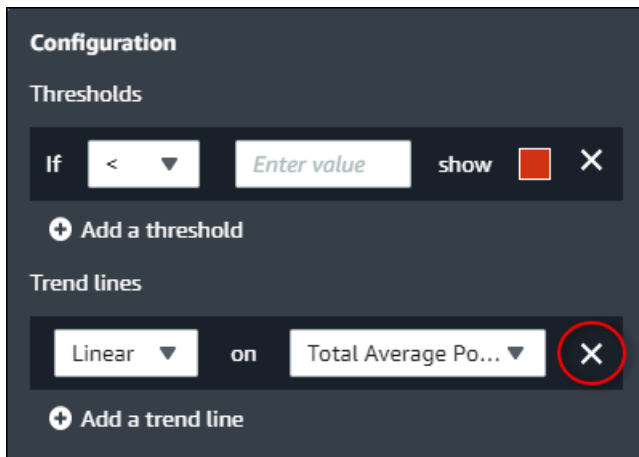 Configuration
Thresholds
If < Enter value show
Add a threshold
Trend lines
Linear on Total Average Po...
Add a trend line